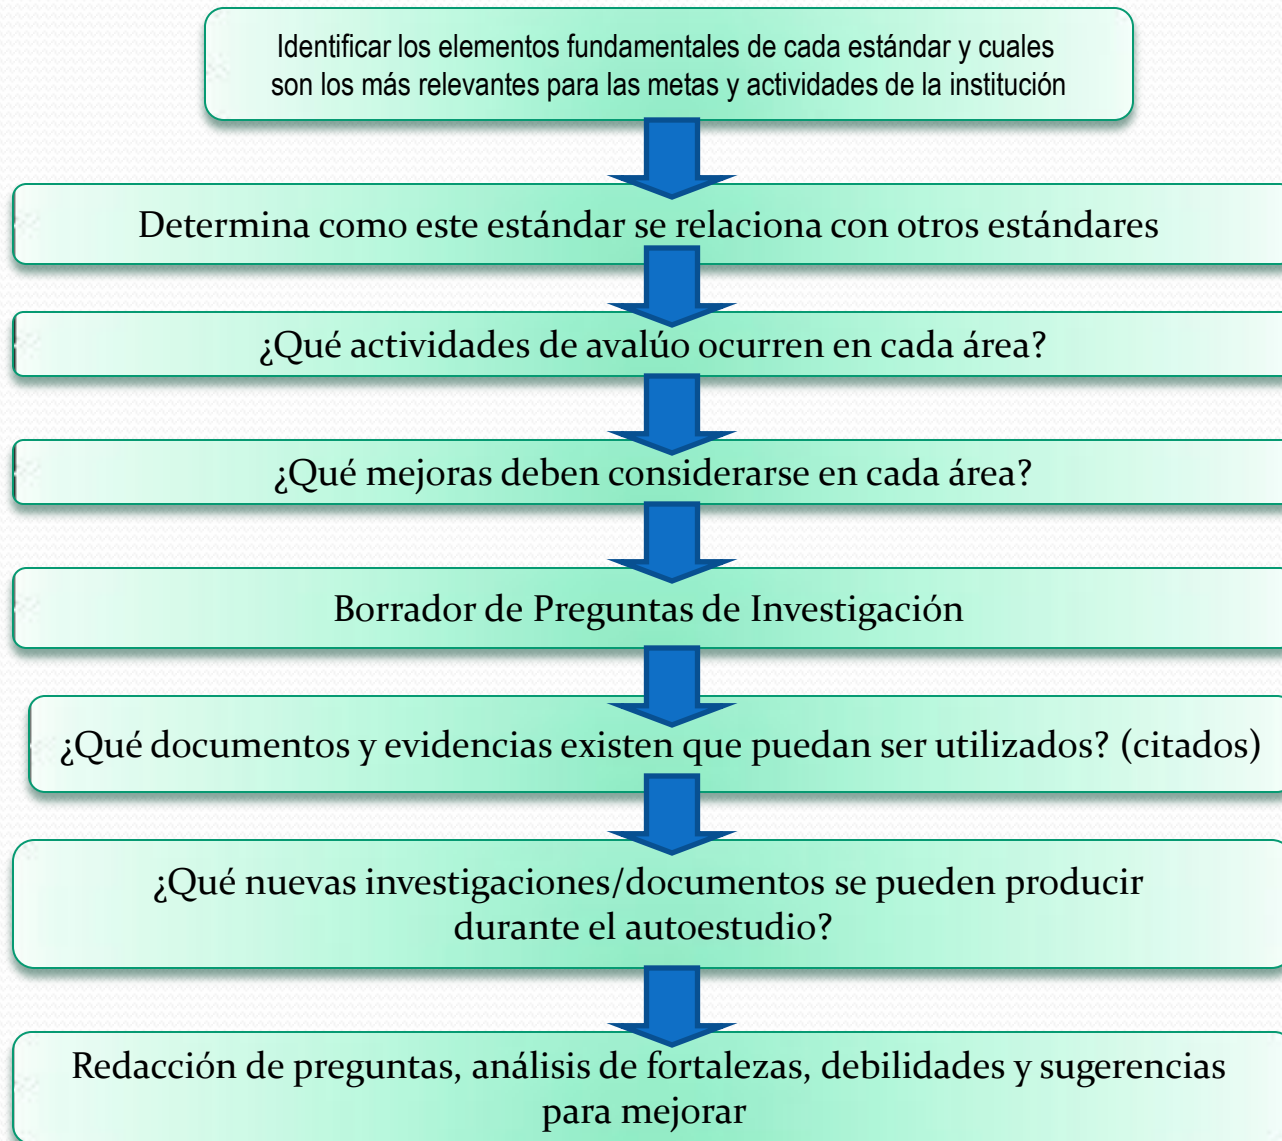 Identificar los elementos fundamentales de cada estándar y cuales
son los más relevantes para las metas y actividades de la institución
Determina como este estándar se relaciona con otros estándares
¿Qué actividades de avalúo ocurren en cada área?
¿Qué mejoras deben considerarse en cada área?
Borrador de Preguntas de Investigación
¿Qué documentos y evidencias existen que puedan ser utilizados? (citados)
¿Qué nuevas investigaciones/documentos se pueden producir
durante el autoestudio?
Redacción de preguntas, análisis de fortalezas, debilidades y sugerencias
para mejorar